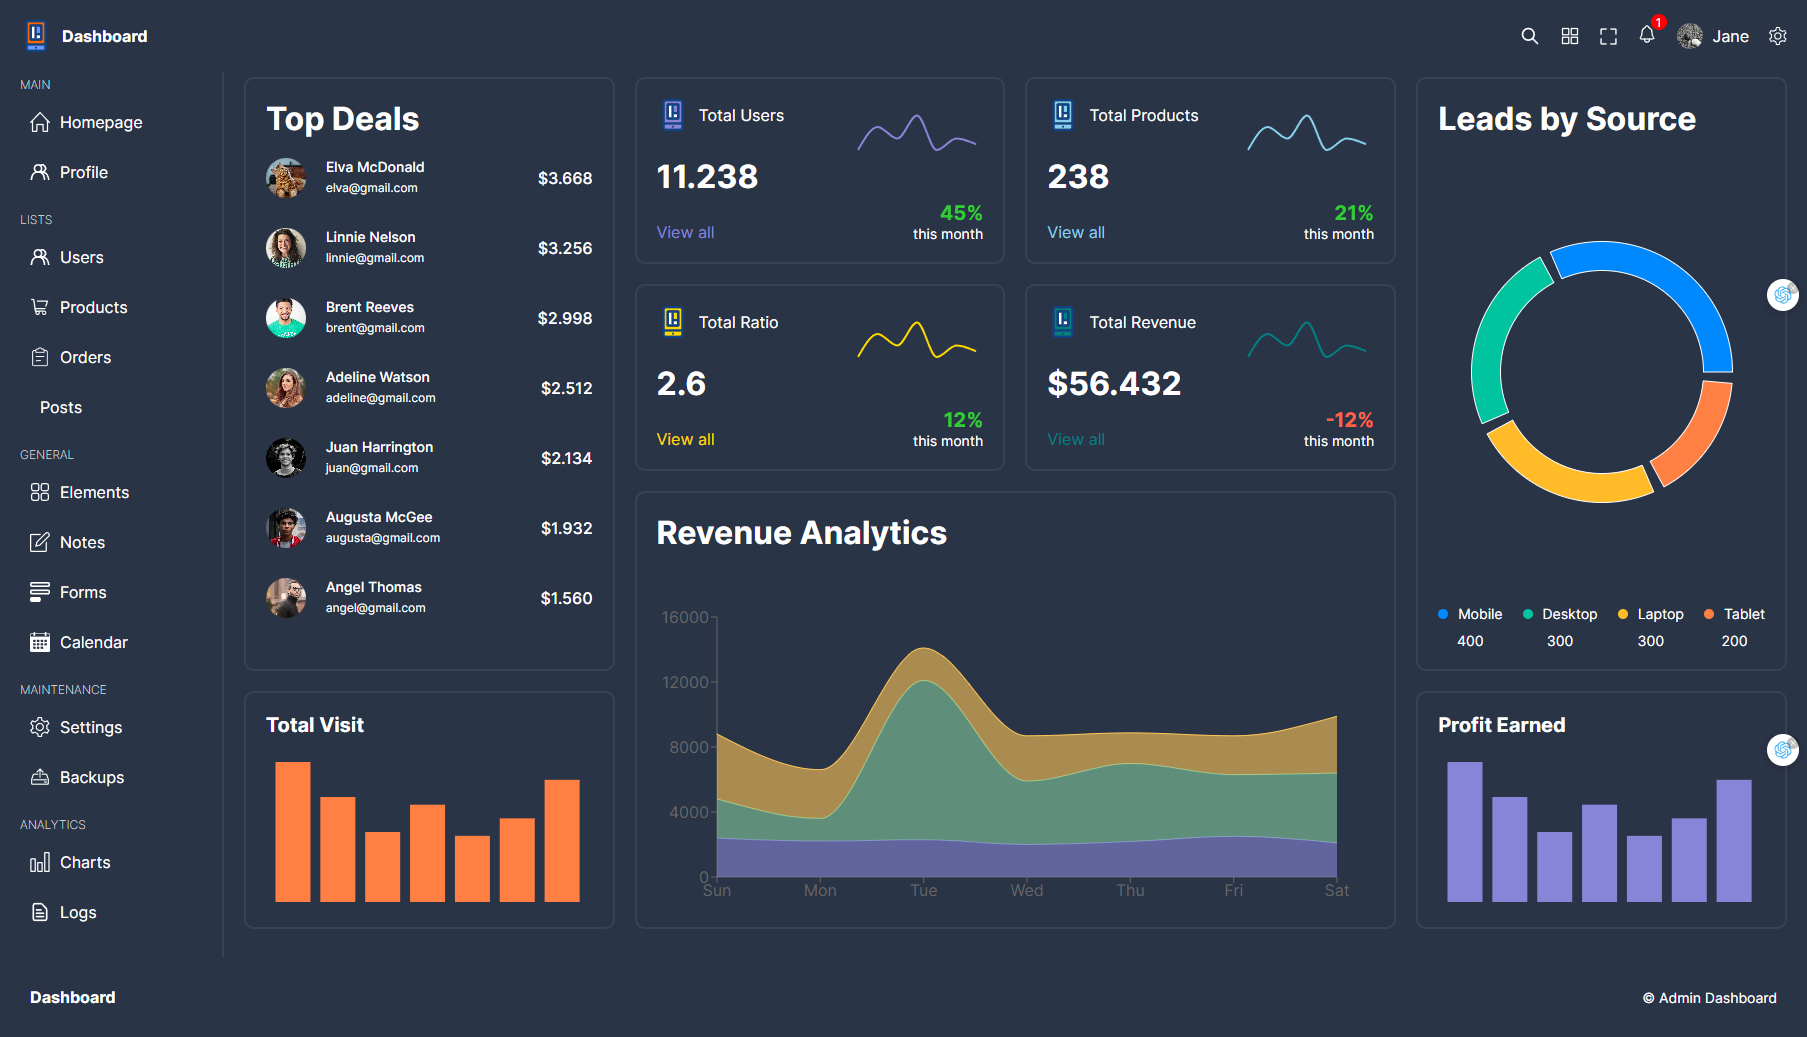 Dashboard
1
Jane
MAIN
Homepage
Profile
LISTS
Users
Products
Orders
Posts
GENERAL
Elements
Notes
Forms
Calendar
MAINTENANCE
Settings
Backups
ANALYTICS
Charts
Logs
Top Deals
Elva McDonald
elva@gmail.com
$3.668
Linnie Nelson
linnie@gmail.com
$3.256
Brent Reeves
brent@gmail.com
$2.998
Adeline Watson
adeline@gmail.com
$2.512
Juan Harrington
juan@gmail.com
$2.134
Augusta McGee
augusta@gmail.com
$1.932
Angel Thomas
angel@gmail.com
$1.560
Total Users
11.238
View all
45%
this month
Total Products
238
View all
21%
this month
Total Ratio
2.6
View all
12%
this month
Total Revenue
$56.432
View all
-12%
this month
Leads by Source
Mobile Desktop Laptop Tablet
400 300 300 200
Revenue Analytics
16000
12000
8000
4000
0
Sun Mon Tue Wed Thu Fri Sat
Total Visit
Profit Earned
Dashboard
© Admin Dashboard